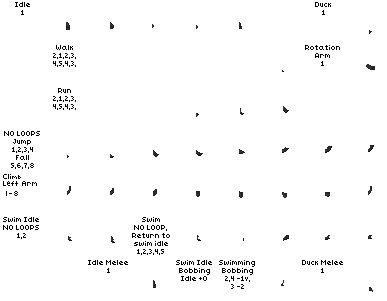 Idle
1
Duck
1
Walk
2,1,2,3,
4,5,4,3,
Rotation
Arm
1
Run
2,1,2,3,
4,5,4,3,
NO LOOPS
Jump
1,2,3,4
Fall
5,6,7,8
Climb
Left Arm
1-8
Swim Idle
NO LOOPS
1,2
Swim
NO LOOP,
Return to
swim idle
1,2,3,4,5
Idle Melee
1
Swim Idle
Bobbing
Idle +0
Swimming
Bobbing
2,4 -1v,
3 -2
Duck Melee
1